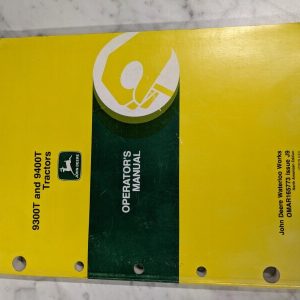 9300T and 9400T
Tractors
JOHN DEERE
OPERATOR'S
MANUAL
John Deere Waterloo Works
OMAR165773 Issue J9